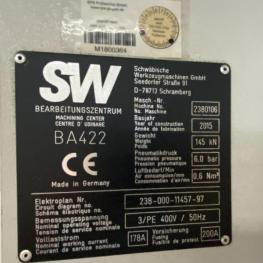 M1800364
SW
BEARBEITUNGSZENTRUM
MACHINING CENTER
CENTRE D' USINAGE
BA422
CE
Made in Germany
Schwäbische
Werkzeugmaschinen GmbH
Seedorfer Straße 91
D-78713 Schramberg
Masch.-Nr.
Machine No.
No. Machine
2380106
Baujahr
Year of construction
Année de fabrication
2015
Gewicht
Weight
Poids
145 kN
Pneumatikdruck
Pneumatic pressure
Pression pneumatique
6.0 bar
Luftbedarf/Min
Air consumption/Min
Consommation d'air/Min
0.6 Nm³
Elektroplan Nr.
Circuit diagram no.
Schéma électrique no.
238-000-11457-97
Bemessungsspannung
Nominal operating voltage
Tension de service nominale
3/PE 400V / 50Hz
Volllaststrom
Nominal working current
Courant de service nominal
178A
Versicherung
Fusing
Fusible de protect.
200A